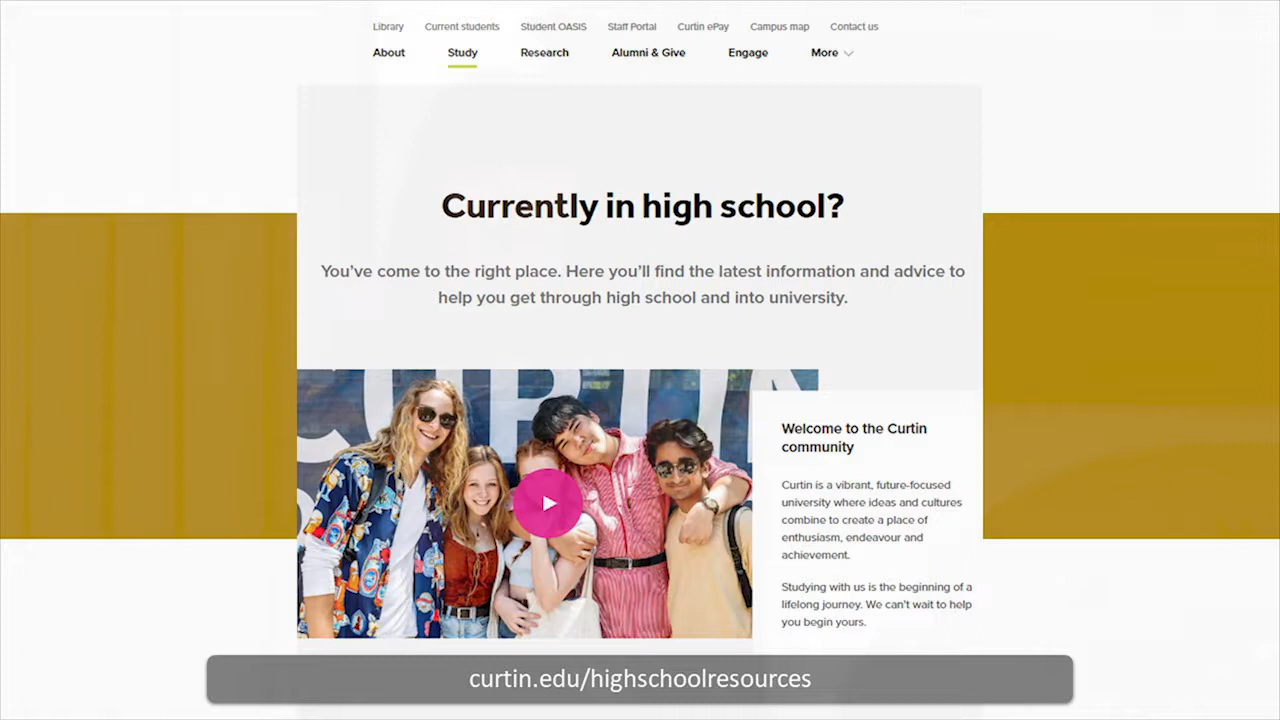 Library Current students Student OASIS Staff Portal Curtin ePay Campus map Contact us
About Study Research Alumni & Give Engage More
Currently in high school?
You've come to the right place. Here you'll find the latest information and advice to
help you get through high school and into university.
CURTIN
Welcome to the Curtin
community
Curtin is a vibrant, future-focused
university where ideas and cultures
combine to create a place of
enthusiasm, endeavour and
achievement.
Studying with us is the beginning of a
lifelong journey. We can't wait to help
you begin yours.
curtin.edu/highschoolresources